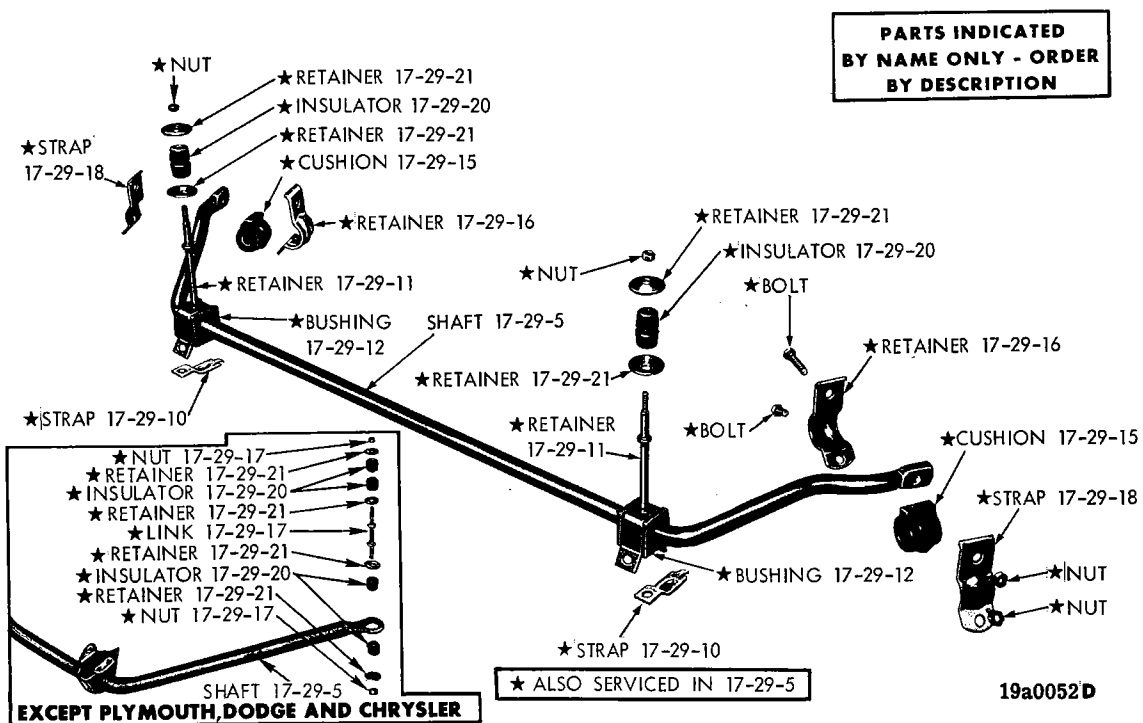 PARTS INDICATED
BY NAME ONLY - ORDER
BY DESCRIPTION
★NUT
★RETAINER 17-29-21
★INSULATOR 17-29-20
★RETAINER 17-29-21
★STRAP
17-29-18
★CUSHION 17-29-15
★RETAINER 17-29-16
★RETAINER 17-29-11
★BUSHING
17-29-12
SHAFT 17-29-5
★STRAP 17-29-10
★RETAINER 17-29-21
★INSULATOR 17-29-20
★NUT
★BOLT
★RETAINER 17-29-16
★RETAINER 17-29-21
★RETAINER
17-29-11
★BOLT
★CUSHION 17-29-15
★STRAP 17-29-18
★NUT
★NUT
★BUSHING 17-29-12
★STRAP 17-29-10
★NUT 17-29-17
★RETAINER 17-29-21
★INSULATOR 17-29-20
★RETAINER 17-29-21
★LINK 17-29-17
★RETAINER 17-29-21
★INSULATOR 17-29-20
★RETAINER 17-29-21
★NUT 17-29-17
SHAFT 17-29-5
EXCEPT PLYMOUTH, DODGE AND CHRYSLER
★ ALSO SERVICED IN 17-29-5
19a0052D